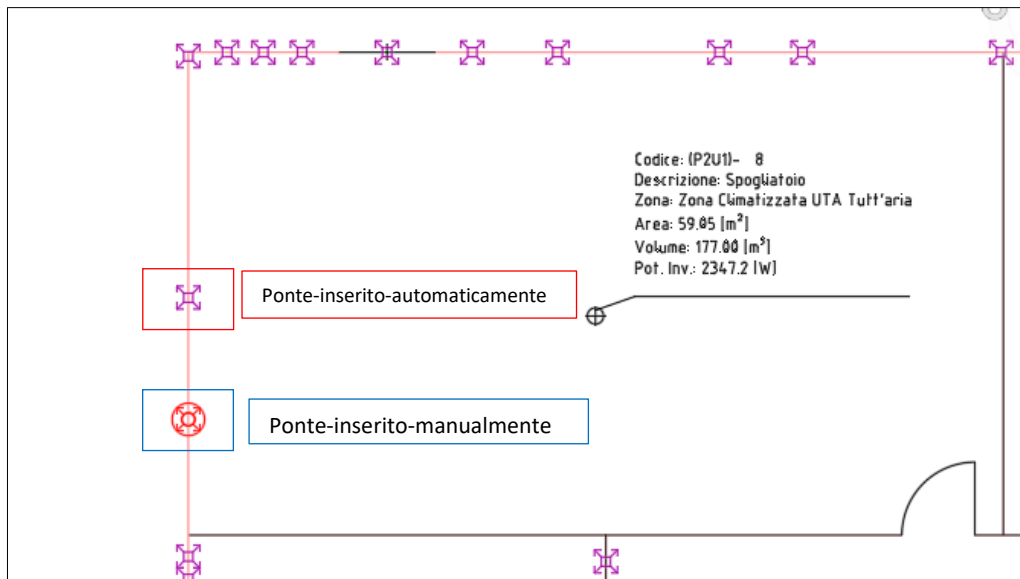 Codice: (P2U1)- 8
Descrizione: Spogliatoio
Zona: Zona Climatizzata UTA Tutt'aria
Area: 59.05 [m²]
Volume: 177.00 [m³]
Pot. Inv.: 2347.2 [W]
Ponte-inserito-automaticamente
Ponte-inserito-manualmente